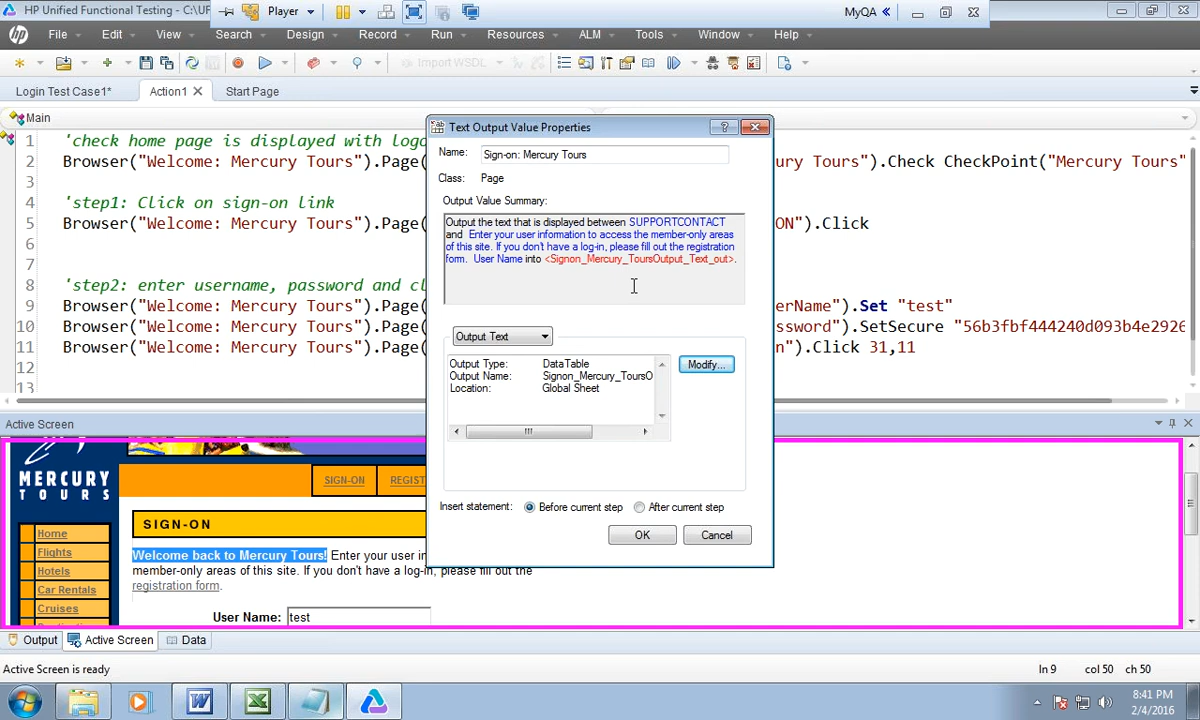 HP Unified Functional Testing - C:\UF
Player
MyQA
hp
File Edit View Search Design Record Run Resources ALM Tools Window Help
Import WSDL
Login Test Case1* Action1 Start Page
Main
1 'check home page is displayed with loga
2 Browser("Welcome: Mercury Tours").Page( ury Tours").Check CheckPoint("Mercury Tours"
3
4 'step1: Click on sign-on link
5 Browser("Welcome: Mercury Tours").Page( ON").Click
6
7
8 'step2: enter username, password and cl
9 Browser("Welcome: Mercury Tours").Page( erName").Set "test"
10 Browser("Welcome: Mercury Tours").Page( ssword").SetSecure "56b3fbf444240d093b4e2926
11 Browser("Welcome: Mercury Tours").Page( n").Click 31,11
12
13
Text Output Value Properties
Name: Sign-on: Mercury Tours
Class: Page
Output Value Summary:
Output the text that is displayed between SUPPORTCONTACT
and Enter your user information to access the member-only areas
of this site. If you don't have a log-in, please fill out the registration
form. User Name into <Signon_Mercury_ToursOutput_Text_out>.
Output Text
Output Type: DataTable
Output Name: Signon_Mercury_ToursO
Location: Global Sheet
Modify...
Insert statement: Before current step After current step
OK Cancel
Active Screen
MERCURY
TOURS
SIGN-ON REGIST
SIGN-ON
Home
Flights
Hotels
Car Rentals
Cruises
Welcome back to Mercury Tours! Enter your user in
member-only areas of this site. If you don't have a log-in, please fill out the
registration form.
User Name: test
Output Active Screen Data
Active Screen is ready ln 9 col 50 ch 50
8:41 PM
2/4/2016